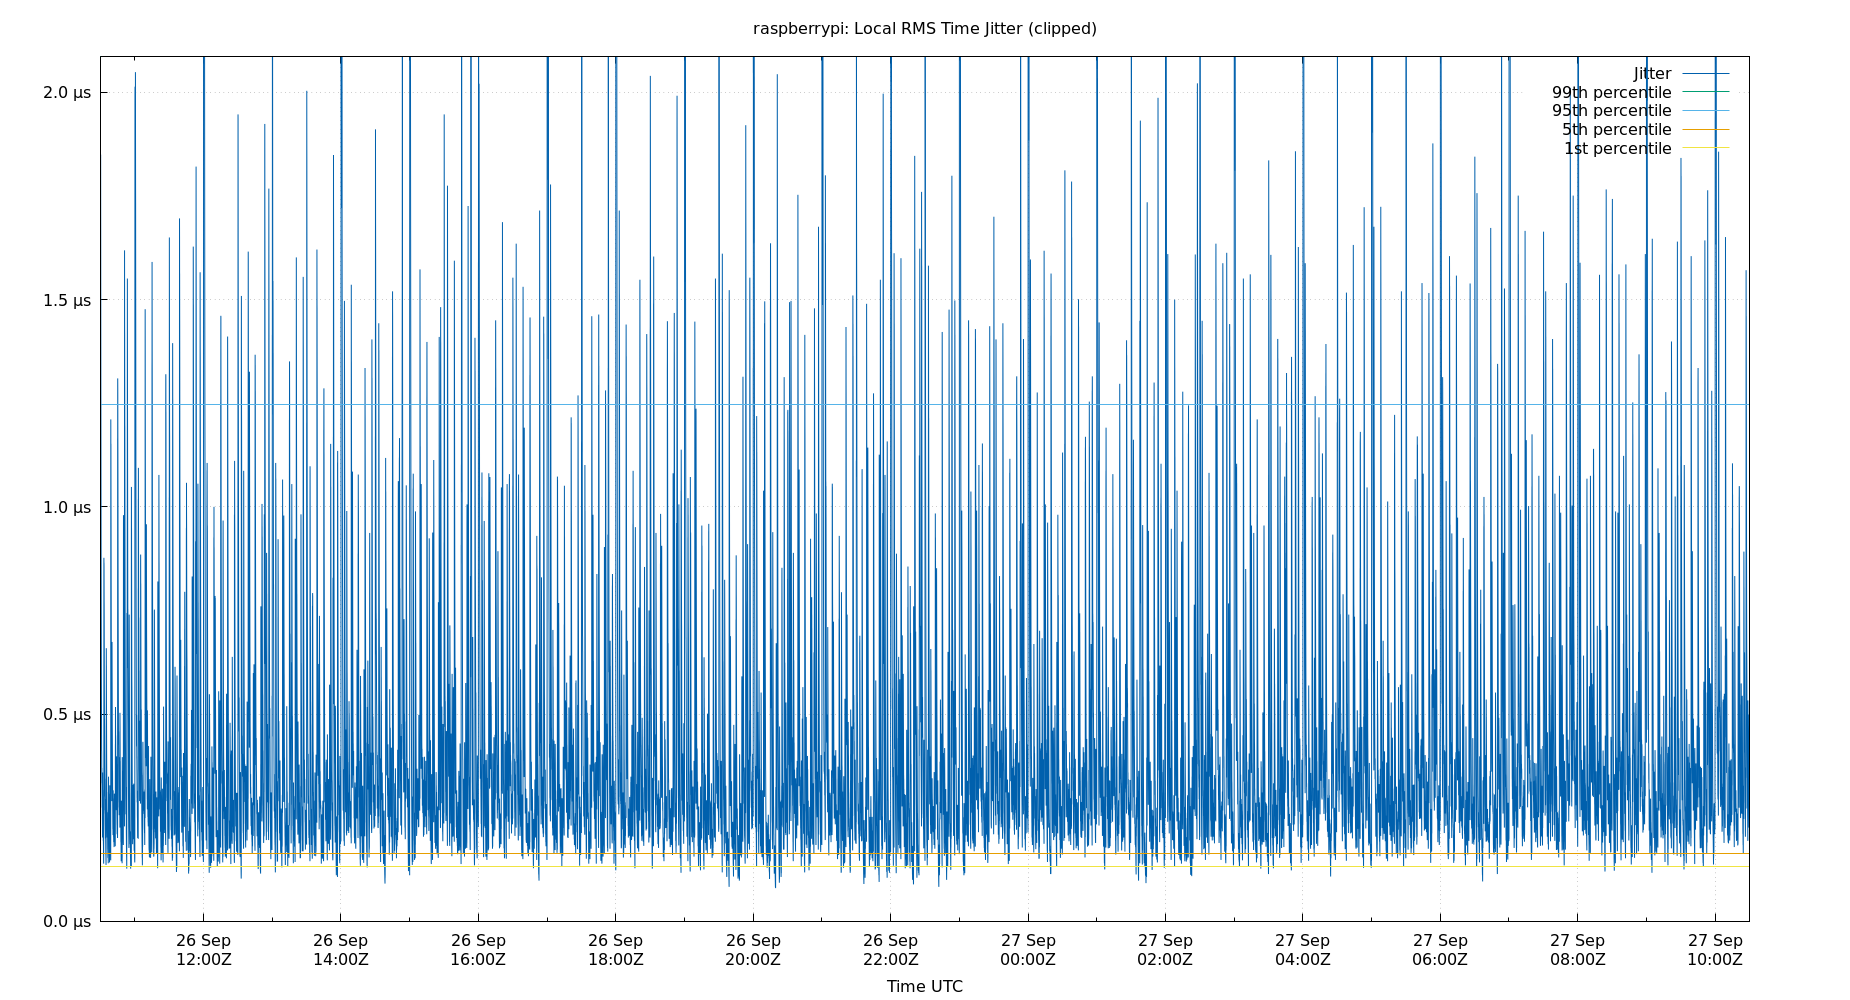 raspberrypi: Local RMS Time Jitter (clipped)
Jitter
99th percentile
95th percentile
5th percentile
1st percentile
2.0 µs
1.5 µs
1.0 µs
0.5 µs
0.0 µs
26 Sep 26 Sep 26 Sep 26 Sep 26 Sep 26 Sep 27 Sep 27 Sep 27 Sep 27 Sep 27 Sep 27 Sep
12:00Z 14:00Z 16:00Z 18:00Z 20:00Z 22:00Z 00:00Z 02:00Z 04:00Z 06:00Z 08:00Z 10:00Z
Time UTC